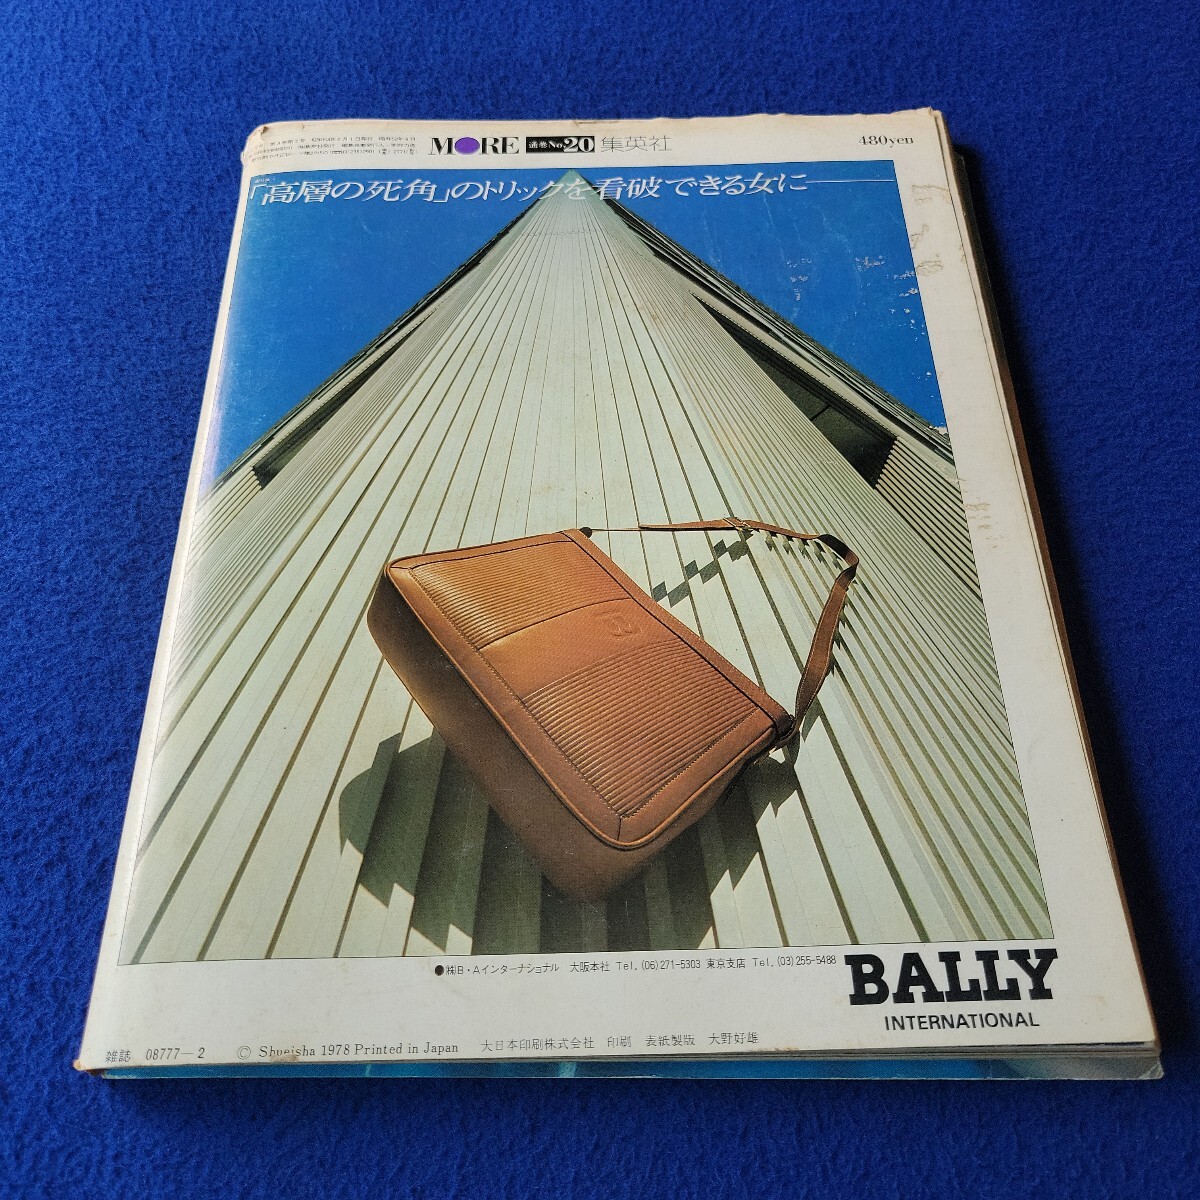 MORE 通巻No.20 集英社
480yen
「高層の死角」のトリックを看破できる女に
●㈱B・Aインターナショナル 大阪本社 Tel.(06)271-5303 東京支店 Tel.(03)255-5488
BALLY
INTERNATIONAL
雑誌 08777-2 © Shueisha 1978 Printed in Japan 大日本印刷株式会社 印刷 表紙製版 大野好雄